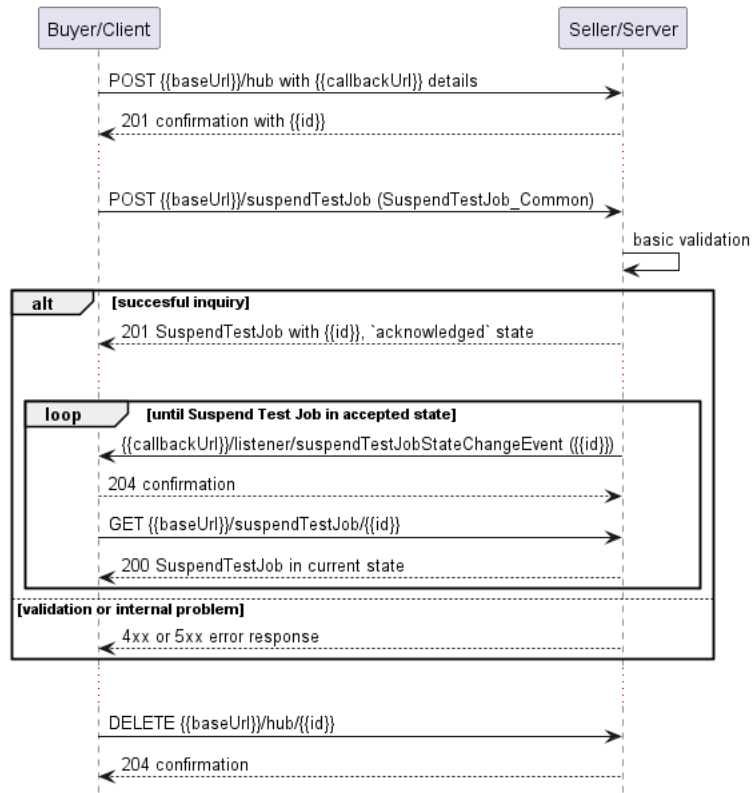 Buyer/Client
Seller/Server
POST {{baseUrl}}/hub with {{callbackUrl}} details
201 confirmation with {{id}}
POST {{baseUrl}}/suspendTestJob (SuspendTestJob_Common)
basic validation
alt [succesful inquiry]
201 SuspendTestJob with {{id}}, `acknowledged` state
loop [until Suspend Test Job in accepted state]
{{callbackUrl}}/listener/suspendTestJobStateChangeEvent ({{id}})
204 confirmation
GET {{baseUrl}}/suspendTestJob/{{id}}
200 SuspendTestJob in current state
[validation or internal problem]
4xx or 5xx error response
DELETE {{baseUrl}}/hub/{{id}}
204 confirmation